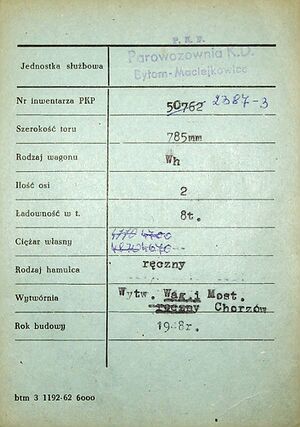 P. K. P.
Parowozownia K.D.
Jednostka służbowa
Bytom-Maciejkowice
Nr inwentarza PKP 50762 2387-3
Szerokość toru 785mm
Rodzaj wagonu Wh
Ilość osi 2
Ładowność w t. 8t.
Ciężar własny
Rodzaj hamulca ręczny
Wytwórnia Wytw. Wag.i Most.
ręczny Chorzów
Rok budowy
btm 3 1192-62 6000